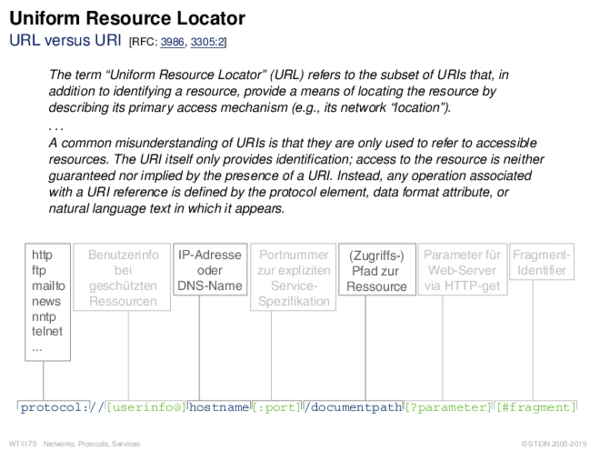 Uniform Resource Locator
URL versus URI [RFC: 3986, 3305:2]
The term “Uniform Resource Locator” (URL) refers to the subset of URIs that, in
addition to identifying a resource, provide a means of locating the resource by
describing its primary access mechanism (e.g., its network “location”).
. . .
A common misunderstanding of URIs is that they are only used to refer to accessible
resources. The URI itself only provides identification; access to the resource is neither
guaranteed nor implied by the presence of a URI. Instead, any operation associated
with a URI reference is defined by the protocol element, data format attribute, or
natural language text in which it appears.
http
ftp
mailto
news
nntp
telnet
...
Benutzerinfo
bei
geschützten
Ressourcen
IP-Adresse
oder
DNS-Name
Portnummer
zur expliziten
Service-
Spezifikation
(Zugriffs-)
Pfad zur
Ressource
Parameter für
Web-Server
via HTTP-get
Fragment-
Identifier
protocol://[userinfo@]hostname[:port]/documentpath[?parameter][#fragment]
WT:II-75 Networks, Protocols, Services
© STEIN 2005-2019